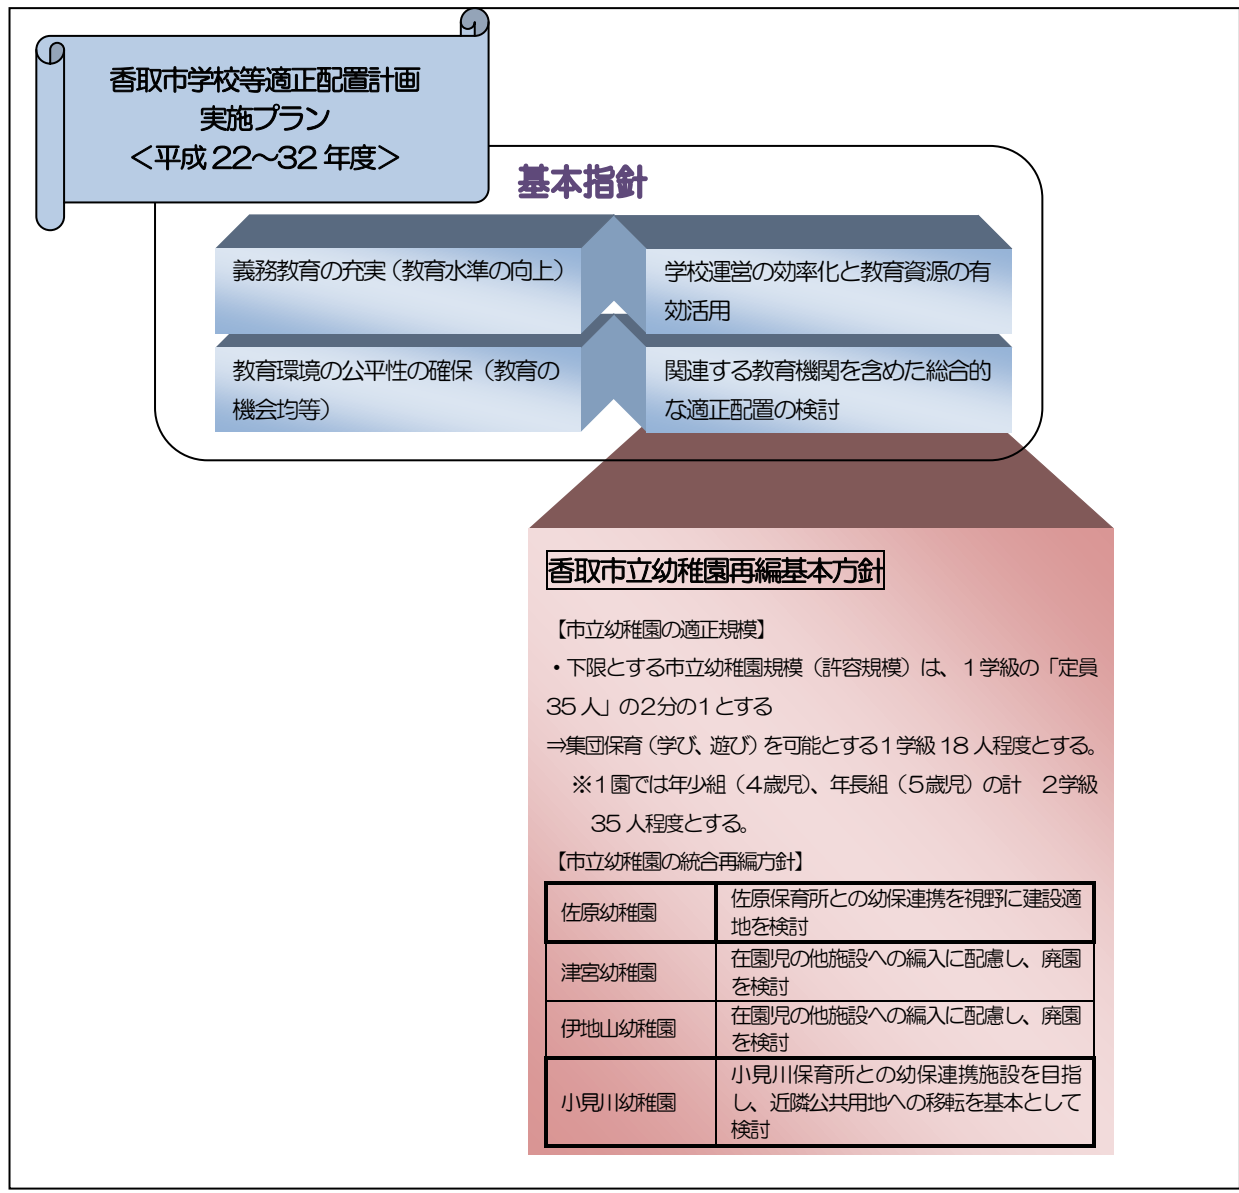 香取市学校等適正配置計画
実施プラン
＜平成22～32年度＞
基本指針
義務教育の充実（教育水準の向上）
学校運営の効率化と教育資源の有
効活用
教育環境の公平性の確保（教育の
機会均等）
関連する教育機関を含めた総合的
な適正配置の検討
香取市立幼稚園再編基本方針
【市立幼稚園の適正規模】
・下限とする市立幼稚園規模（許容規模）は、１学級の「定員
35人」の２分の１とする
⇒集団保育（学び、遊び）を可能とする１学級18人程度とする。
※１園では年少組（４歳児）、年長組（５歳児）の計　２学級
35人程度とする。
【市立幼稚園の統合再編方針】
佐原幼稚園
佐原保育所との幼保連携を視野に建設適
地を検討
津宮幼稚園
在園児の他施設への編入に配慮し、廃園
を検討
伊地山幼稚園
在園児の他施設への編入に配慮し、廃園
を検討
小見川幼稚園
小見川保育所との幼保連携施設を目指
し、近隣公共用地への移転を基本として
検討